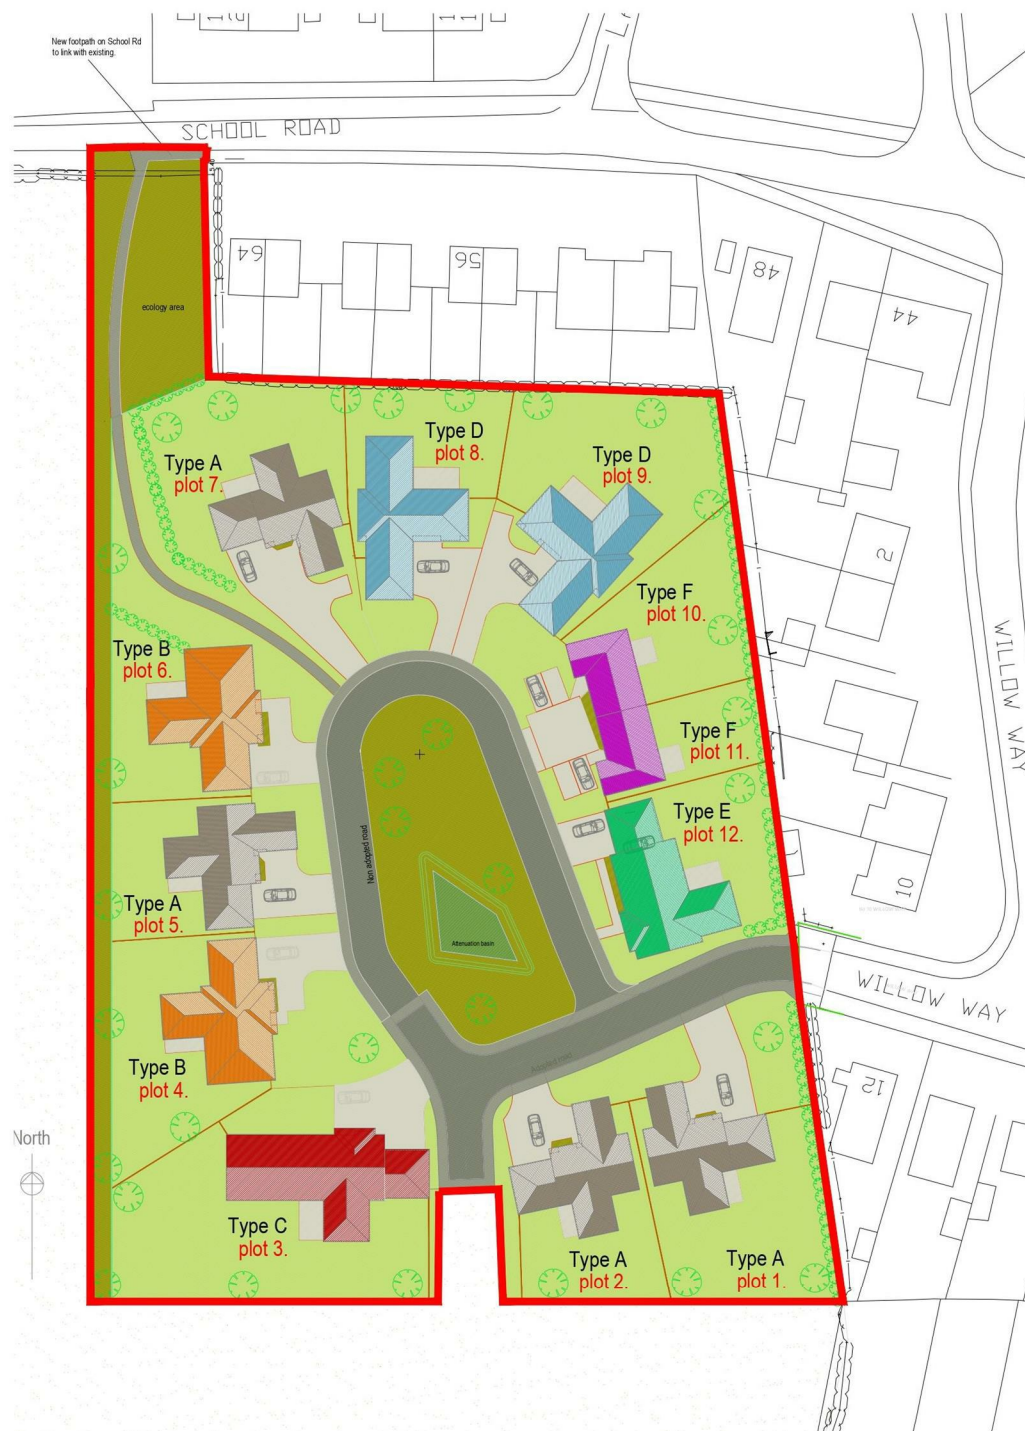 New footpath on School Rd
to link with existing.
SCHOOL ROAD
64
56
48
44
ecology area
Type A
plot 7.
Type D
plot 8.
Type D
plot 9.
2
Type F
plot 10.
WILLOW WAY
Type B
plot 6.
Type F
plot 11.
Type E
plot 12.
Non adopted road
10
Type A
plot 5.
Attenuation basin
WILLOW WAY
Adopted road
Type B
plot 4.
12
North
Type C
plot 3.
Type A
plot 2.
Type A
plot 1.